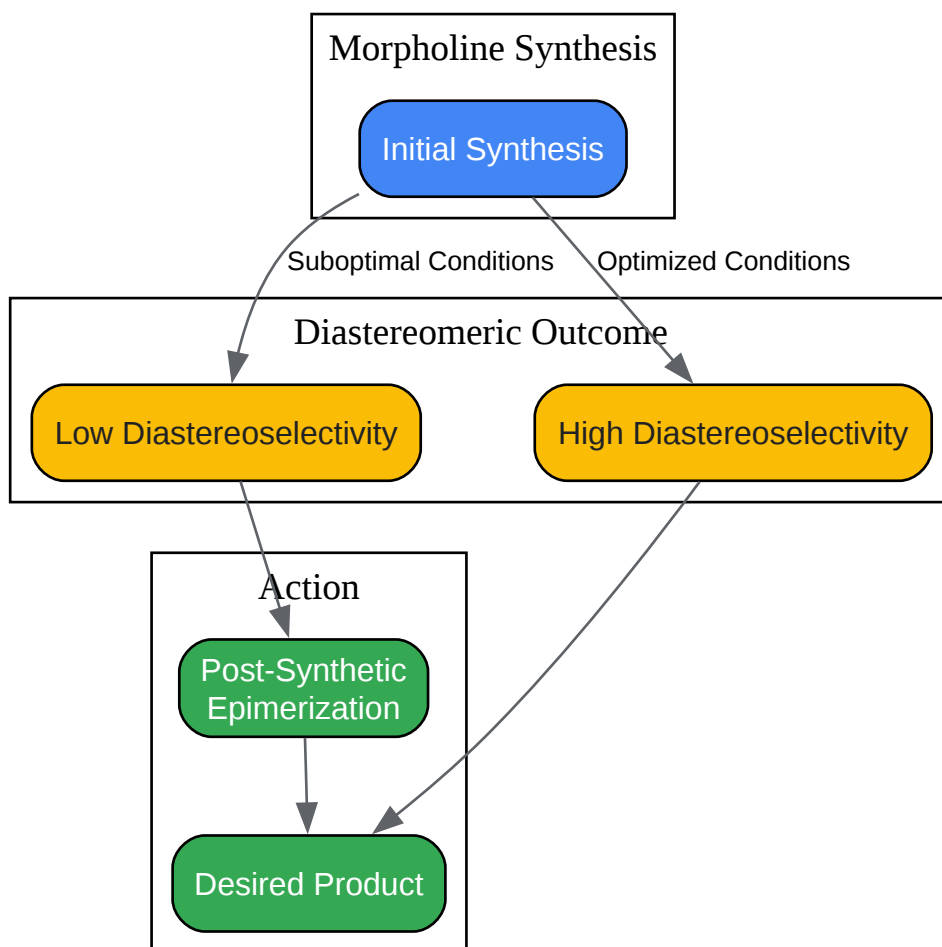 Morpholine Synthesis
Initial Synthesis
Suboptimal Conditions
Optimized Conditions
Diastereomeric Outcome
Low Diastereoselectivity
High Diastereoselectivity
Action
Post-Synthetic
Epimerization
Desired Product